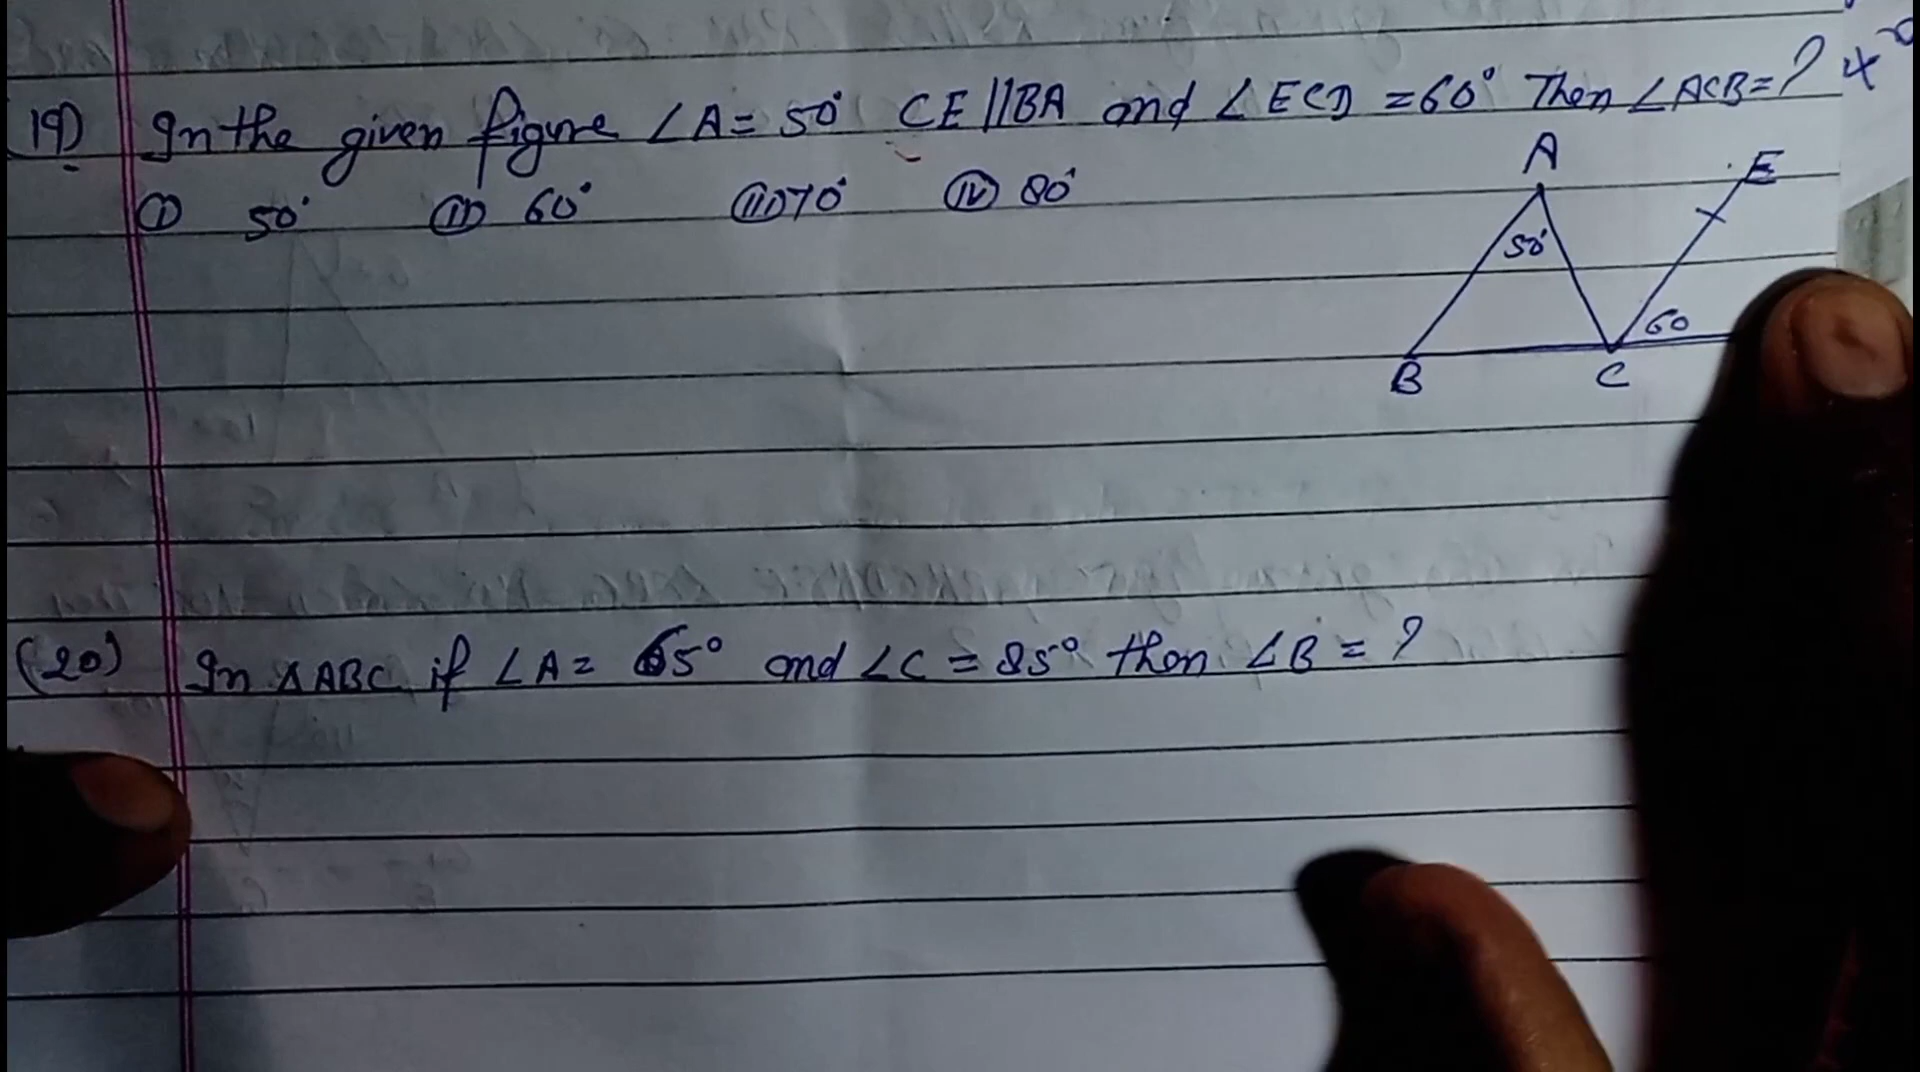 19) In the given figure ∠A = 50° CE || BA and ∠ECD = 60° Then ∠ACB = ?
(i) 50° (ii) 60° (iii) 70° (iv) 80°
A
E
50°
60
B
C
(20) In ∆ABC if ∠A = 65° and ∠C = 85° then ∠B = ?